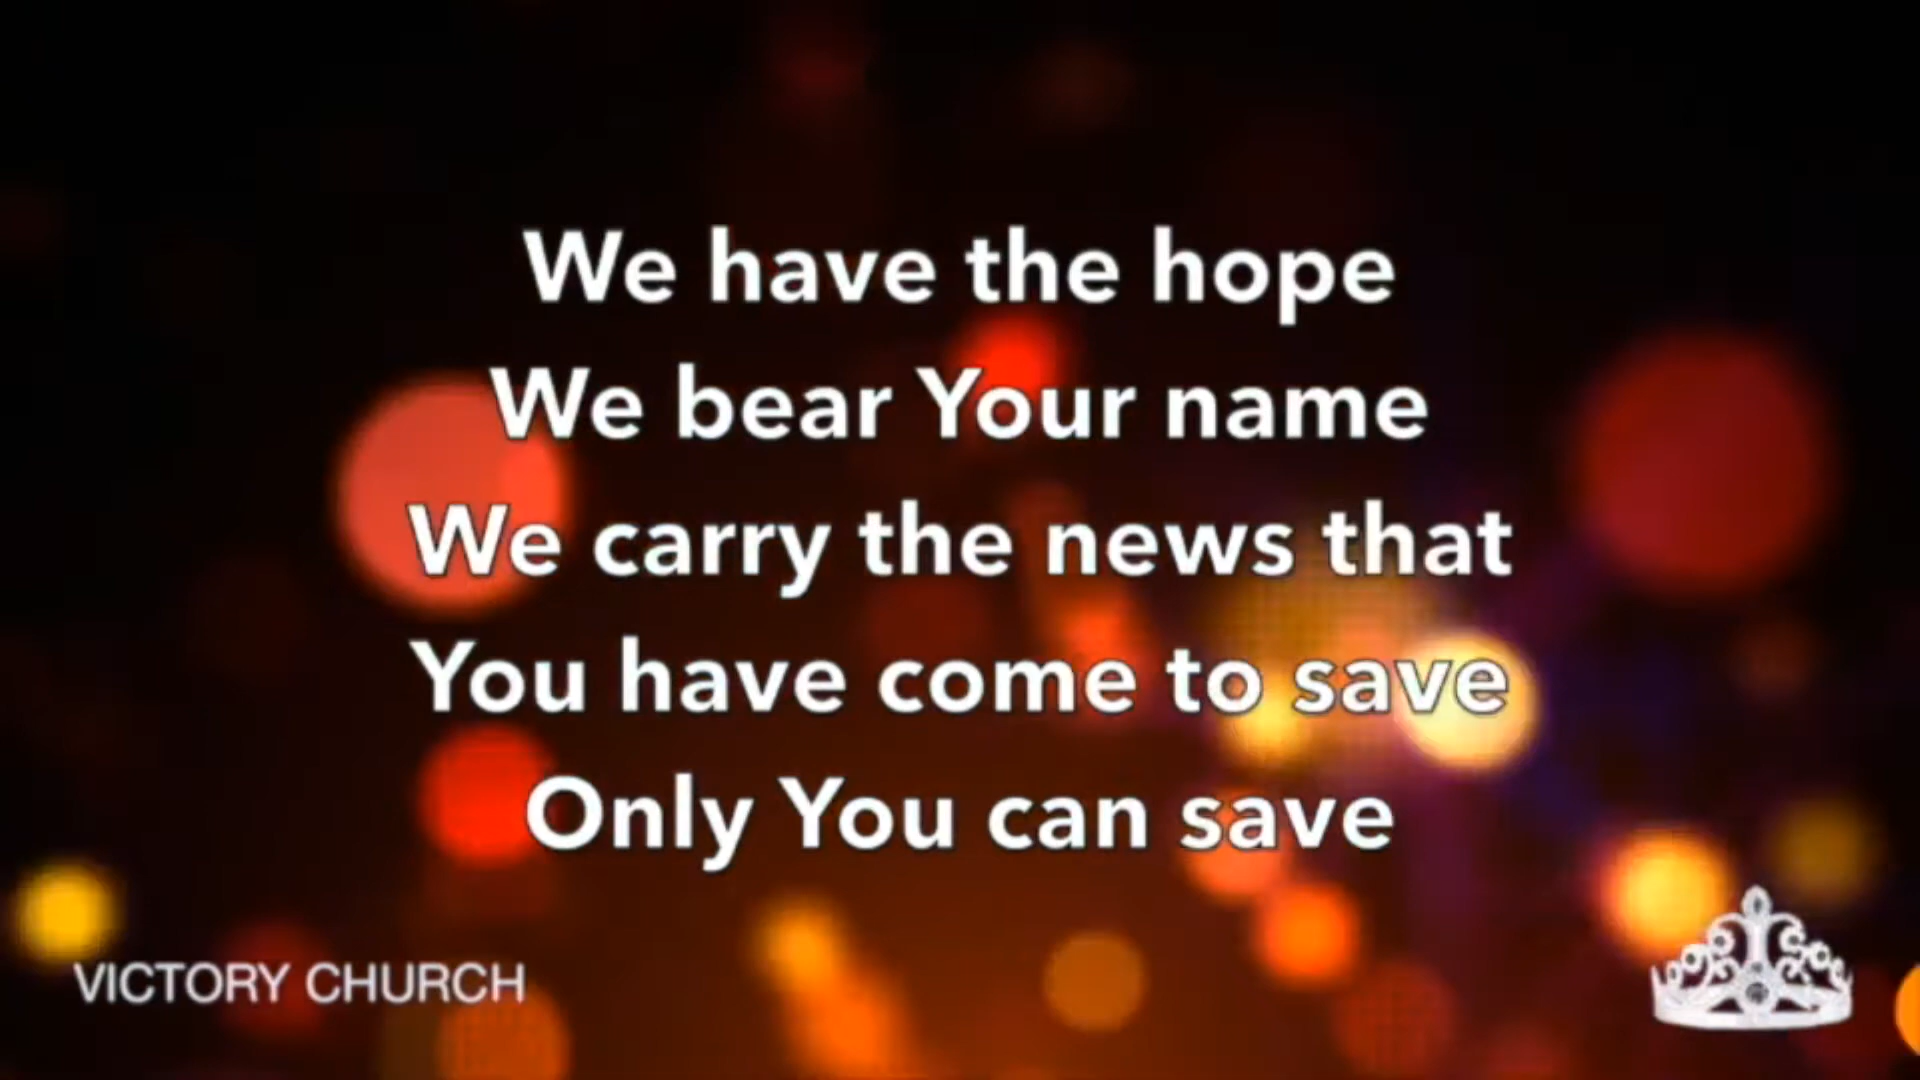 We have the hope
We bear Your name
We carry the news that
You have come to save
Only You can save
VICTORY CHURCH